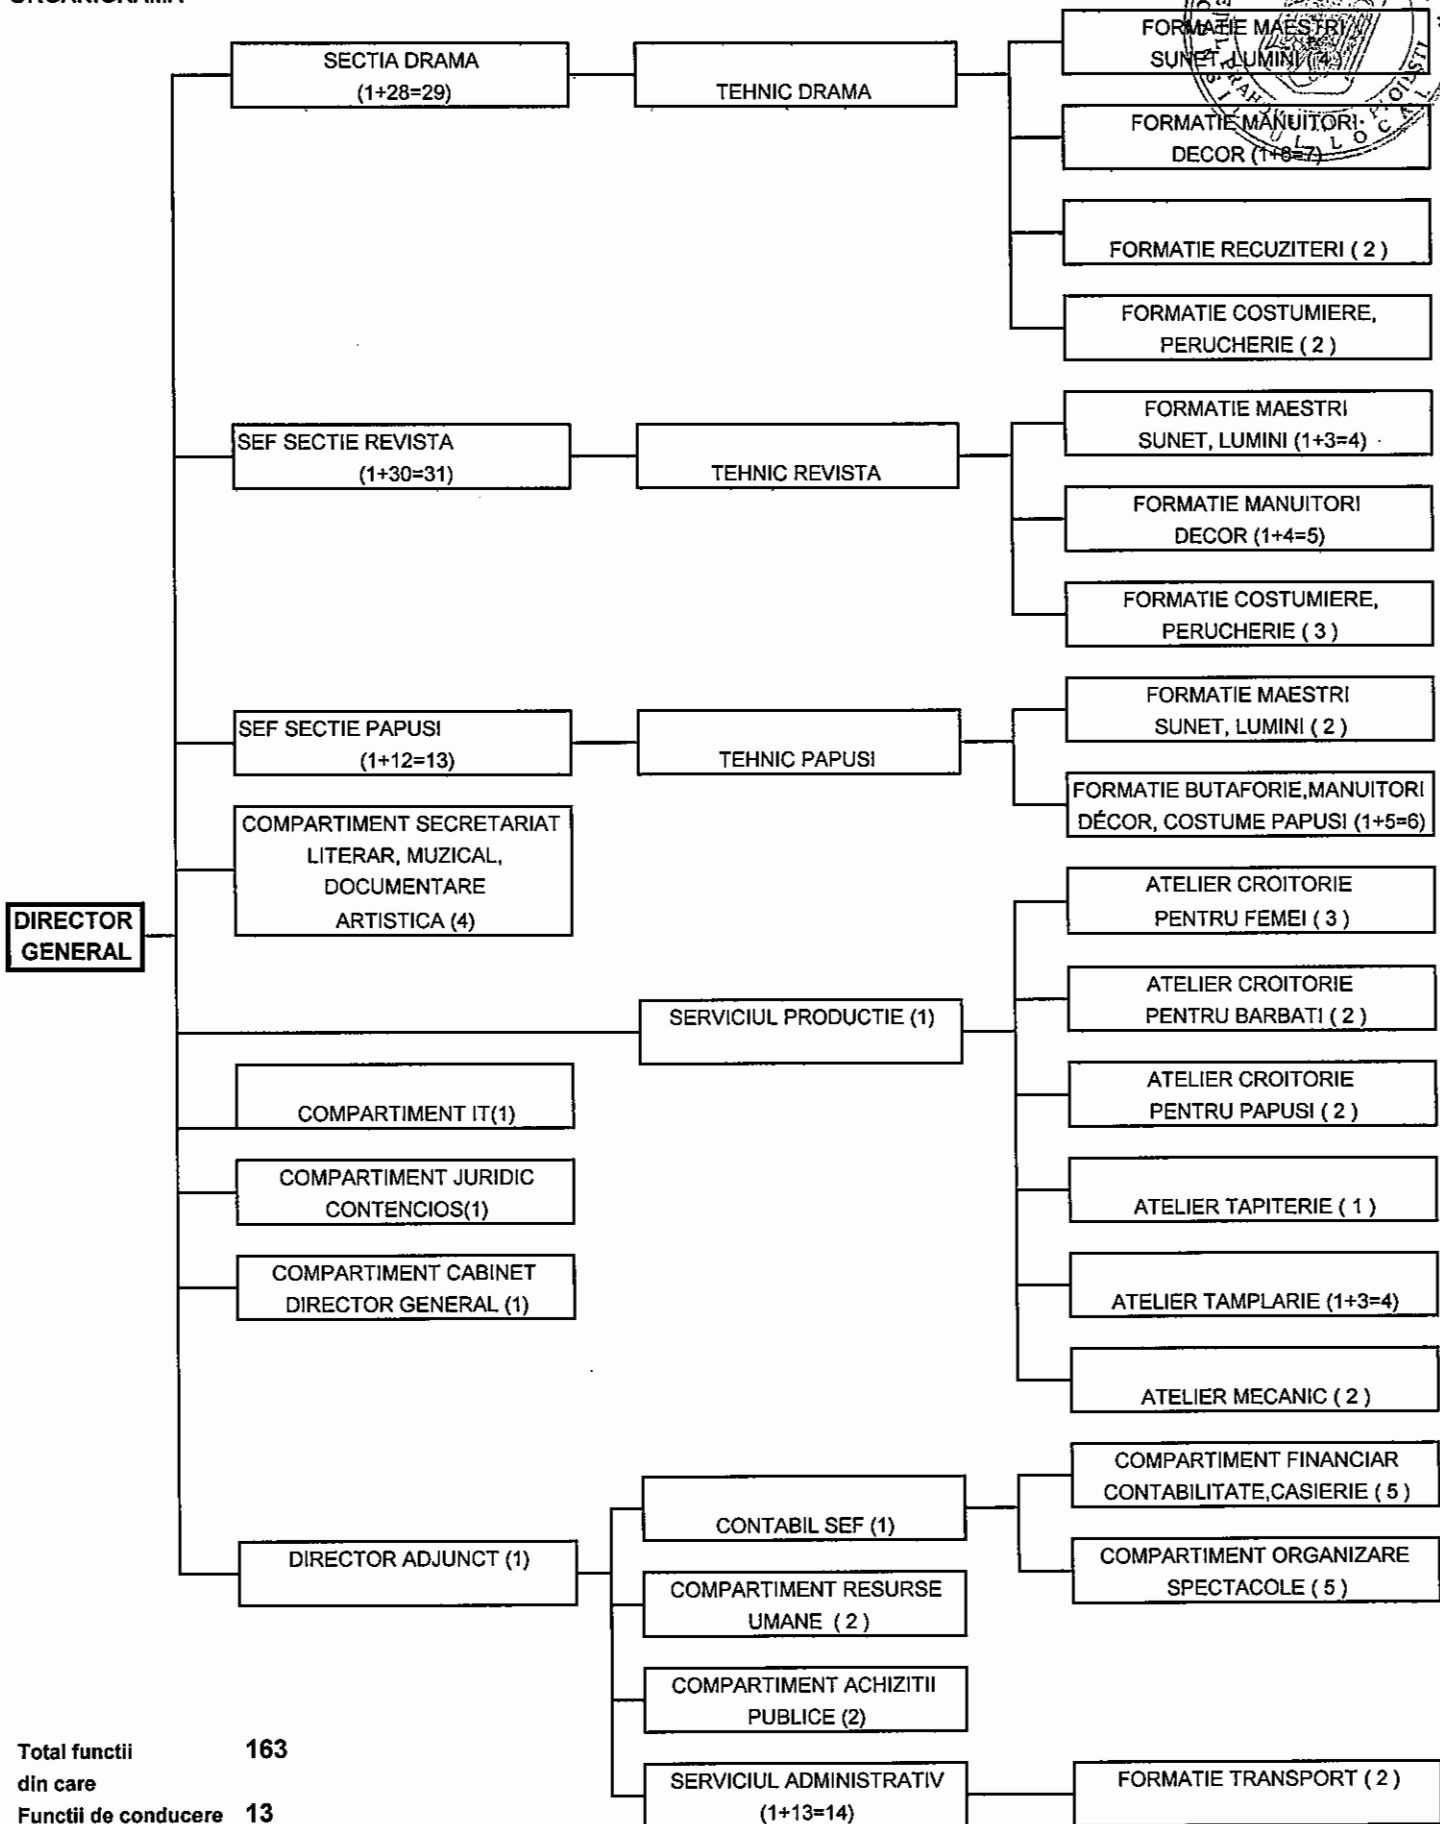 SECTIA DRAMA
(1+28=29)
TEHNIC DRAMA
FORMATIE MAESTRI
SUNET, LUMINI ( 4 )
FORMATIE MANUITORI
DECOR (1+6=7)
FORMATIE RECUZITERI ( 2 )
FORMATIE COSTUMIERE,
PERUCHERIE ( 2 )
SEF SECTIE REVISTA
(1+30=31)
TEHNIC REVISTA
FORMATIE MAESTRI
SUNET, LUMINI (1+3=4)
FORMATIE MANUITORI
DECOR (1+4=5)
FORMATIE COSTUMIERE,
PERUCHERIE ( 3 )
SEF SECTIE PAPUSI
(1+12=13)
TEHNIC PAPUSI
FORMATIE MAESTRI
SUNET, LUMINI ( 2 )
FORMATIE BUTAFORIE,MANUITORI
DÉCOR, COSTUME PAPUSI (1+5=6)
COMPARTIMENT SECRETARIAT
LITERAR, MUZICAL,
DOCUMENTARE
ARTISTICA (4)
DIRECTOR
GENERAL
SERVICIUL PRODUCTIE (1)
ATELIER CROITORIE
PENTRU FEMEI ( 3 )
ATELIER CROITORIE
PENTRU BARBATI ( 2 )
ATELIER CROITORIE
PENTRU PAPUSI ( 2 )
ATELIER TAPITERIE ( 1 )
ATELIER TAMPLARIE (1+3=4)
ATELIER MECANIC ( 2 )
COMPARTIMENT IT(1)
COMPARTIMENT JURIDIC
CONTENCIOS(1)
COMPARTIMENT CABINET
DIRECTOR GENERAL (1)
DIRECTOR ADJUNCT (1)
CONTABIL SEF (1)
COMPARTIMENT FINANCIAR
CONTABILITATE,CASIERIE ( 5 )
COMPARTIMENT ORGANIZARE
SPECTACOLE ( 5 )
COMPARTIMENT RESURSE
UMANE ( 2 )
COMPARTIMENT ACHIZITII
PUBLICE (2)
SERVICIUL ADMINISTRATIV
(1+13=14)
FORMATIE TRANSPORT ( 2 )
Total functii 163
din care
Functii de conducere 13